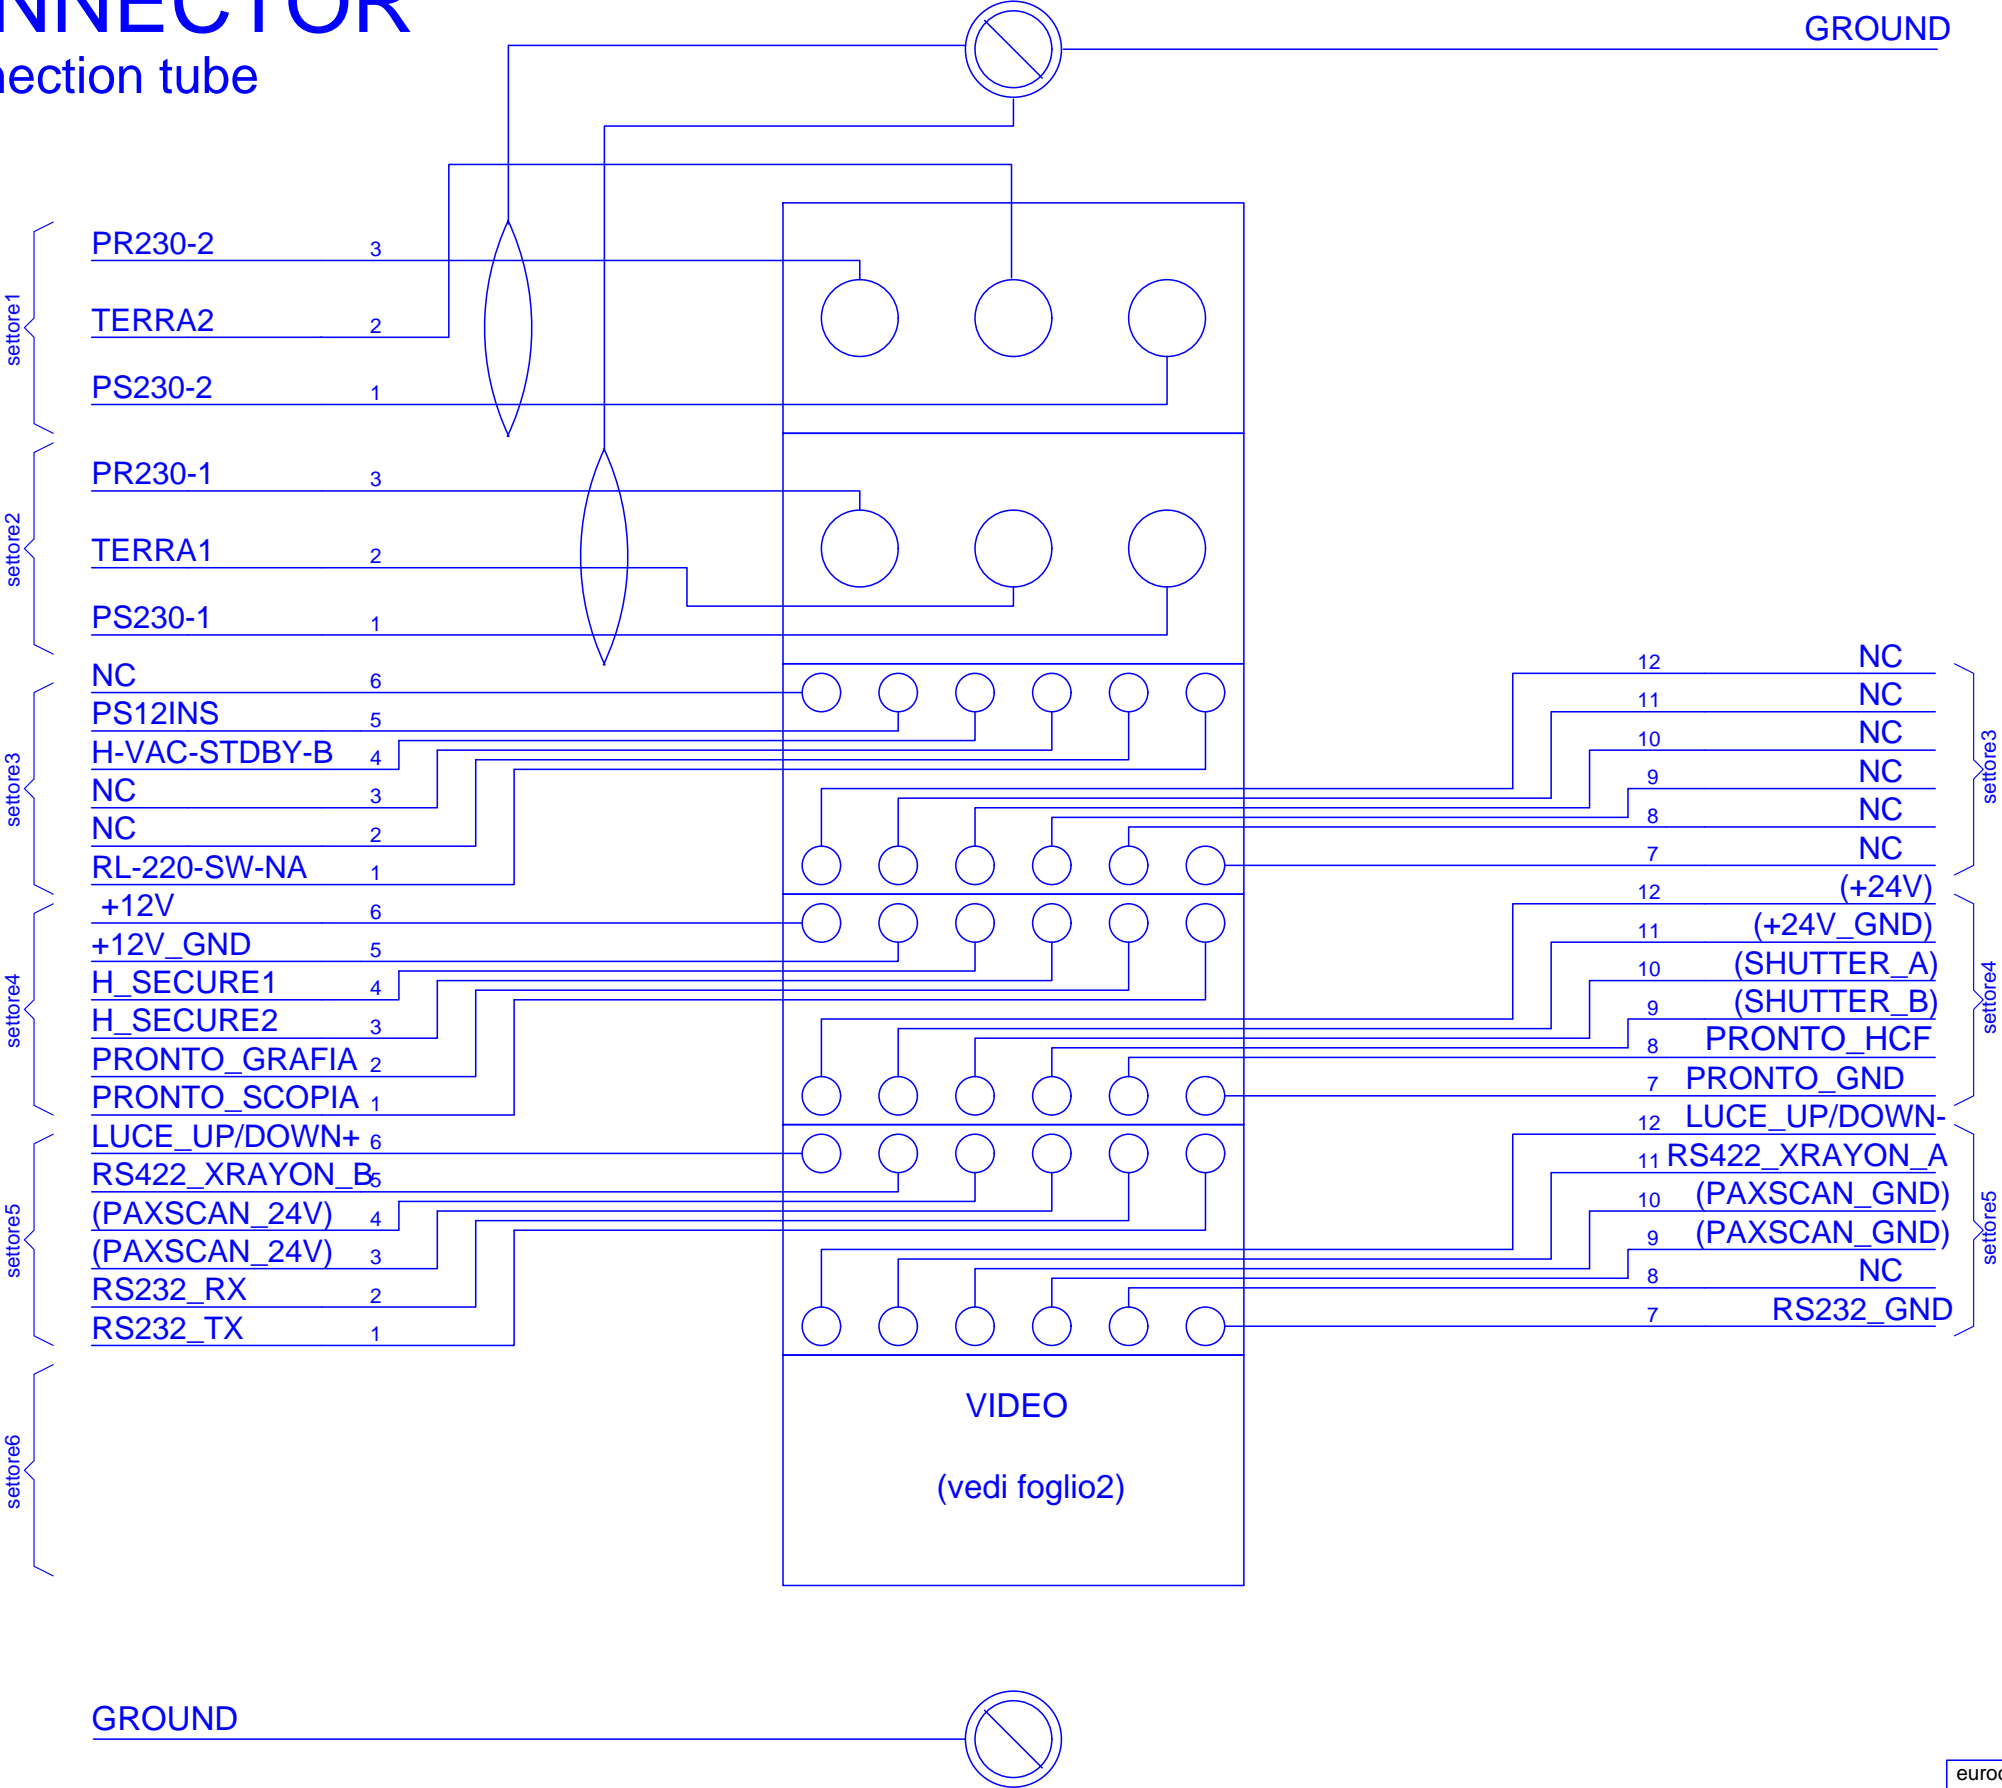 NNECTOR
nection tube
GROUND
settore1
PR230-2 3
TERRA2 2
PS230-2 1
settore2
PR230-1 3
TERRA1 2
PS230-1 1
settore3
NC 6
PS12INS 5
H-VAC-STDBY-B 4
NC 3
NC 2
RL-220-SW-NA 1
12 NC
11 NC
10 NC
9 NC
8 NC
7 NC
settore3
settore4
+12V 6
+12V_GND 5
H_SECURE1 4
H_SECURE2 3
PRONTO_GRAFIA 2
PRONTO_SCOPIA 1
12 (+24V)
11 (+24V_GND)
10 (SHUTTER_A)
9 (SHUTTER_B)
8 PRONTO_HCF
7 PRONTO_GND
settore4
settore5
LUCE_UP/DOWN+ 6
RS422_XRAYON_B 5
(PAXSCAN_24V) 4
(PAXSCAN_24V) 3
RS232_RX 2
RS232_TX 1
12 LUCE_UP/DOWN-
11 RS422_XRAYON_A
10 (PAXSCAN_GND)
9 (PAXSCAN_GND)
8 NC
7 RS232_GND
settore5
settore6
VIDEO
(vedi foglio2)
GROUND